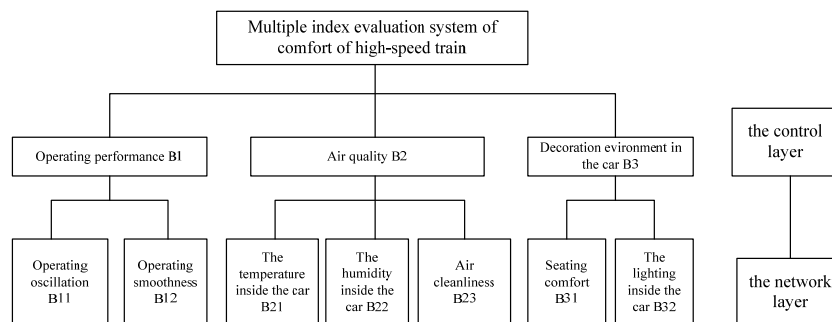 Multiple index evaluation system of
comfort of high-speed train
Operating performance B1
Air quality B2
Decoration evironment in
the car B3
the control
layer
Operating
oscillation
B11
Operating
smoothness
B12
The
temperature
inside the car
B21
The
humidity
inside the
car B22
Air
cleanliness
B23
Seating
comfort
B31
The
lighting
inside the
car B32
the network
layer